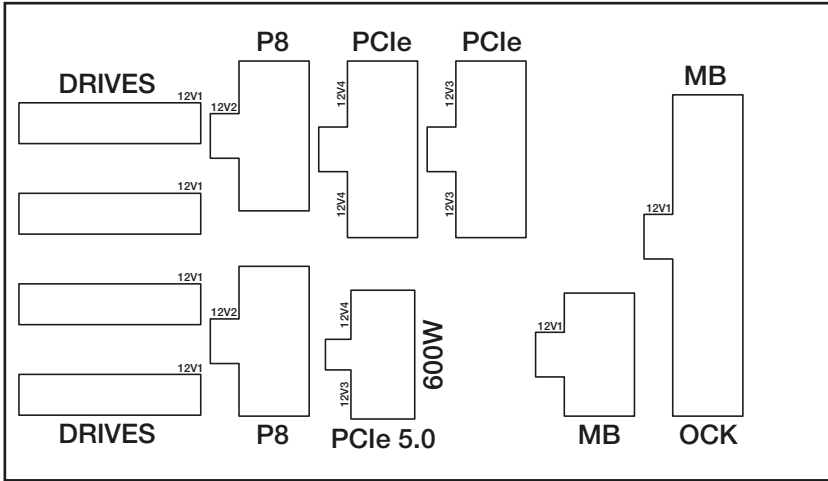 P8
PCIe
PCIe
MB
DRIVES
12V1
12V2
12V4
12V4
12V3
12V3
12V1
12V1
12V1
12V2
12V4
12V3
600W
12V1
12V1
DRIVES
P8
PCIe 5.0
MB
OCK